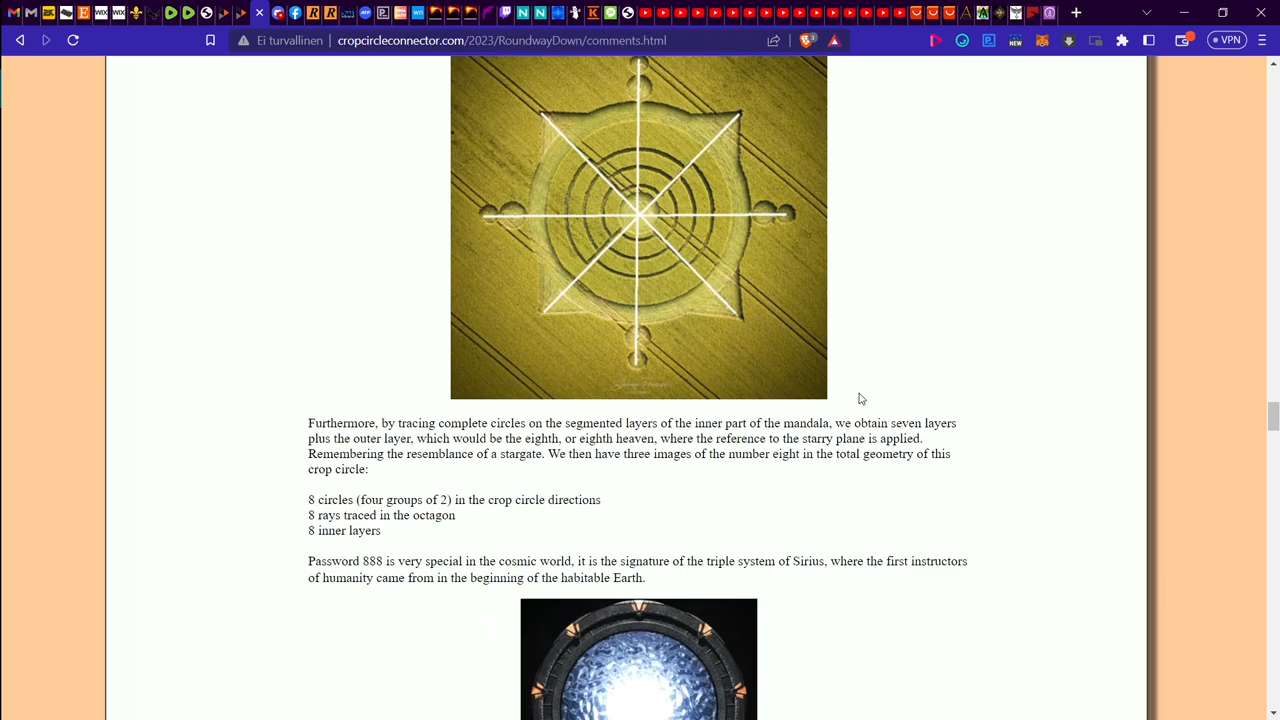 Ei turvallinen
cropcircleconnector.com/2023/RoundwayDown/comments.html
VPN
Furthermore, by tracing complete circles on the segmented layers of the inner part of the mandala, we obtain seven layers
plus the outer layer, which would be the eighth, or eighth heaven, where the reference to the starry plane is applied.
Remembering the resemblance of a stargate. We then have three images of the number eight in the total geometry of this
crop circle:
8 circles (four groups of 2) in the crop circle directions
8 rays traced in the octagon
8 inner layers
Password 888 is very special in the cosmic world, it is the signature of the triple system of Sirius, where the first instructors
of humanity came from in the beginning of the habitable Earth.